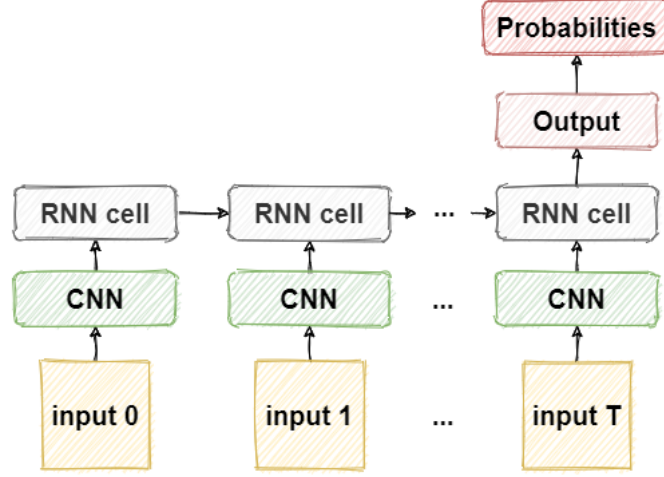 Probabilities
Output
RNN cell
RNN cell
...
RNN cell
CNN
CNN
...
CNN
input 0
input 1
...
input T